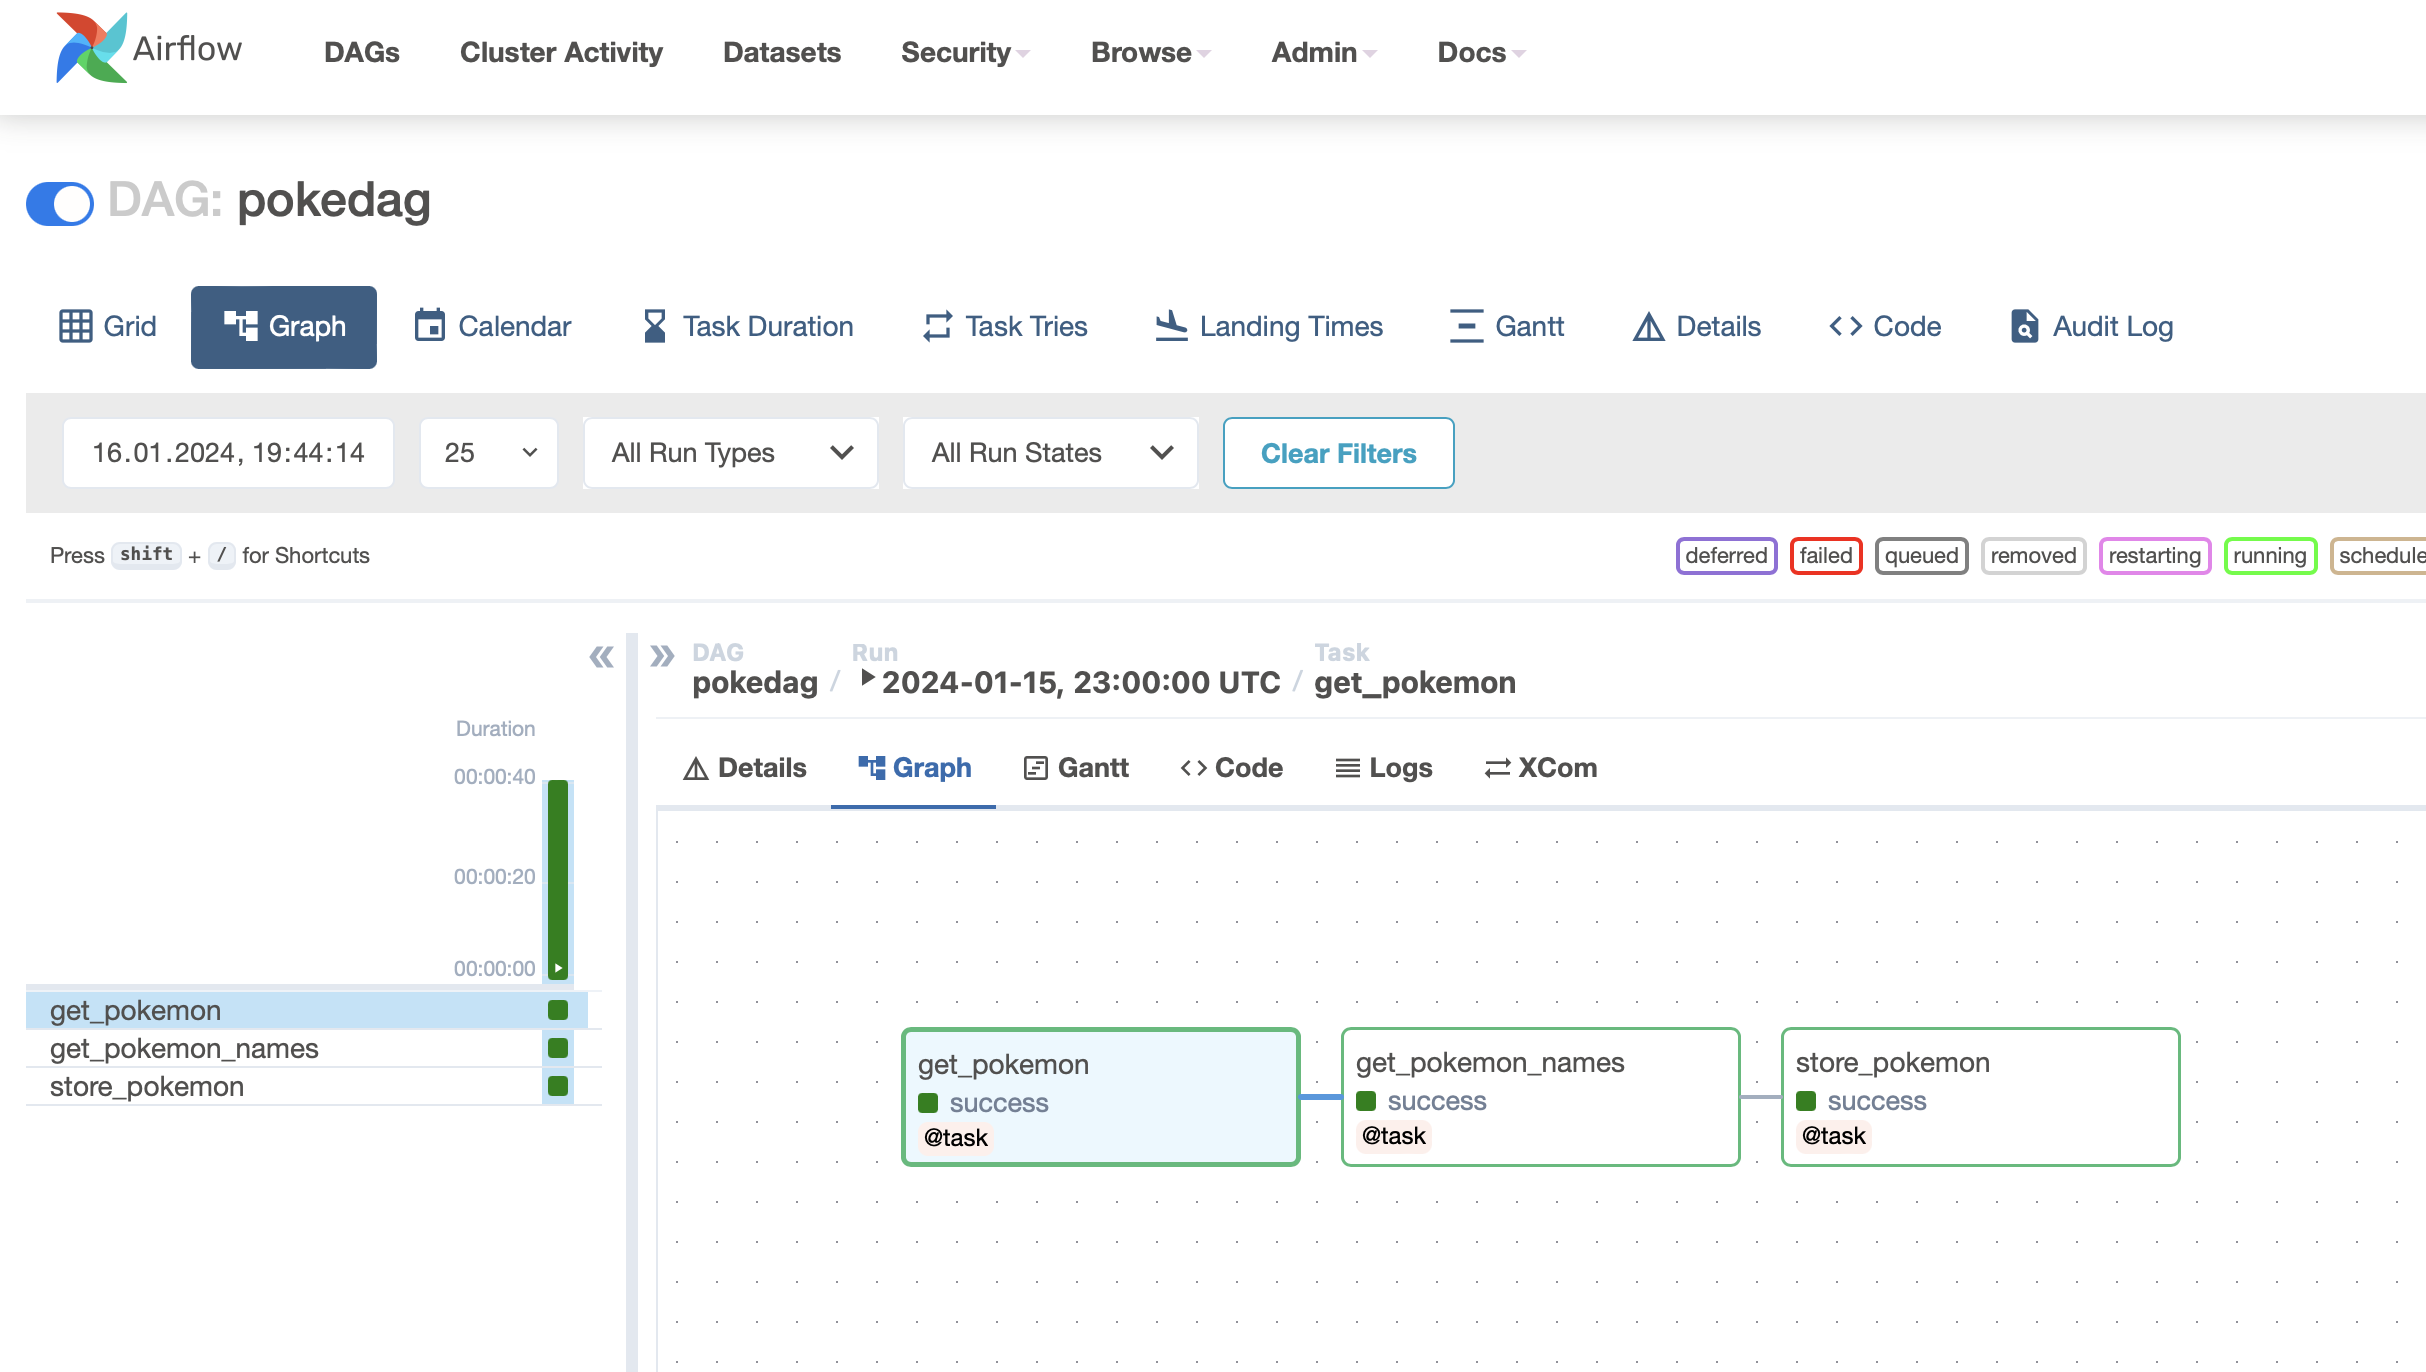 Airflow DAGs Cluster Activity Datasets Security Browse Admin Docs
DAG: pokedag
Grid Graph Calendar Task Duration Task Tries Landing Times Gantt Details Code Audit Log
16.01.2024, 19:44:14 25 All Run Types All Run States Clear Filters
Press shift + / for Shortcuts deferred failed queued removed restarting running schedule
DAG Run Task
pokedag / 2024-01-15, 23:00:00 UTC / get_pokemon
Duration
00:00:40
00:00:20
00:00:00
get_pokemon
get_pokemon_names
store_pokemon
Details Graph Gantt Code Logs XCom
get_pokemon
success
@task
get_pokemon_names
success
@task
store_pokemon
success
@task